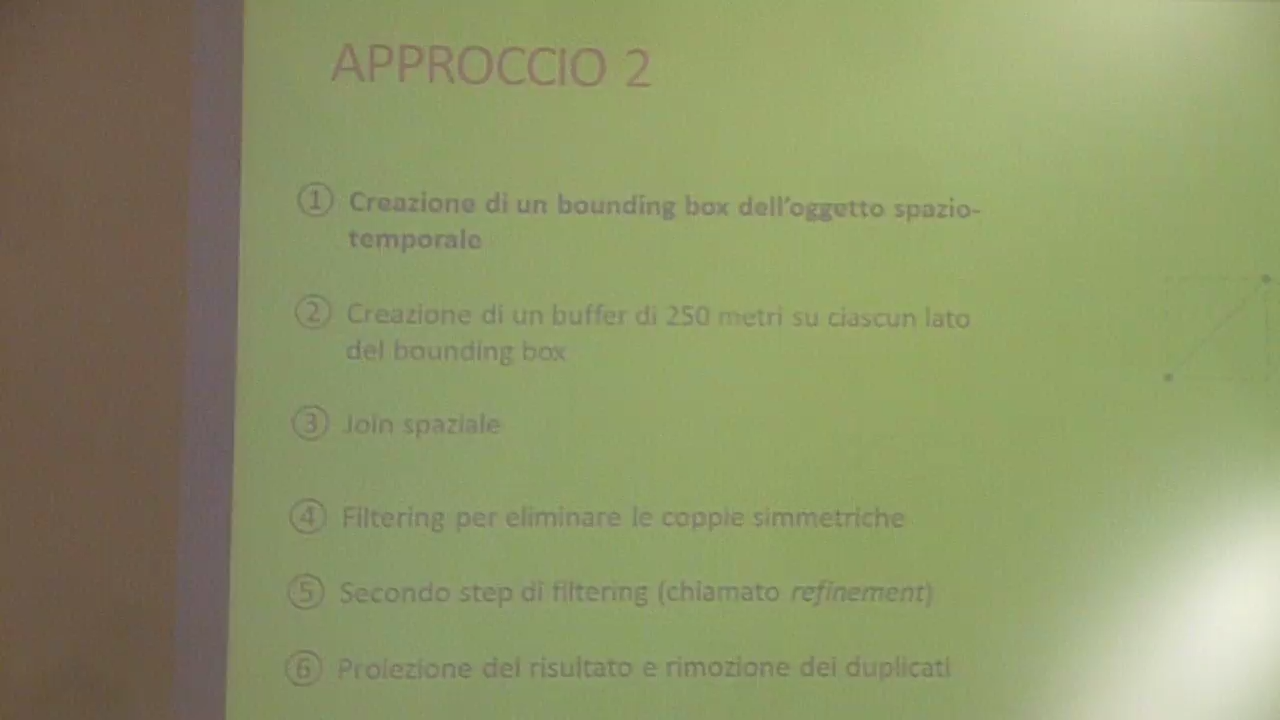 APPROCCIO 2
① Creazione di un bounding box dell'oggetto spazio-
temporale
② Creazione di un buffer di 250 metri su ciascun lato
del bounding box
③ Join spaziale
④ Filtering per eliminare le coppie simmetriche
⑤ Secondo step di filtering (chiamato refinement)
⑥ Proiezione del risultato e rimozione dei duplicati